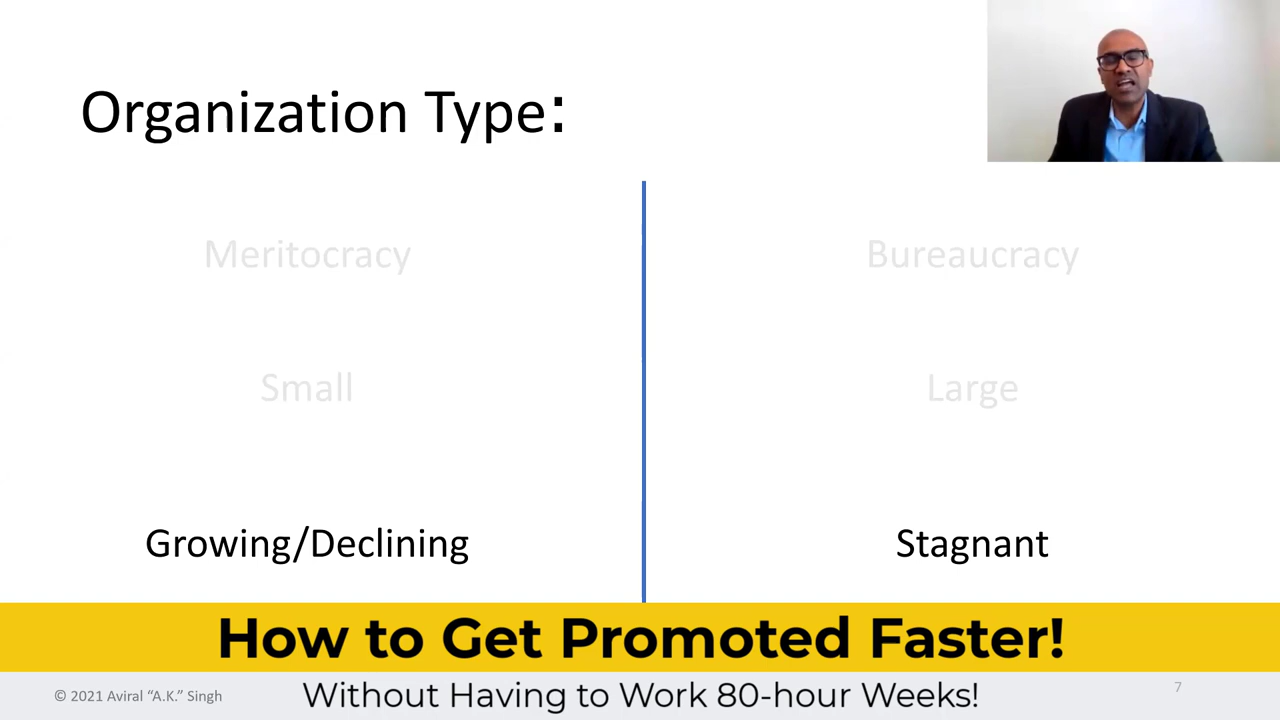 Organization Type:
Meritocracy
Bureaucracy
Small
Large
Growing/Declining
Stagnant
How to Get Promoted Faster!
© 2021 Aviral “A.K.” Singh
Without Having to Work 80-hour Weeks!
7